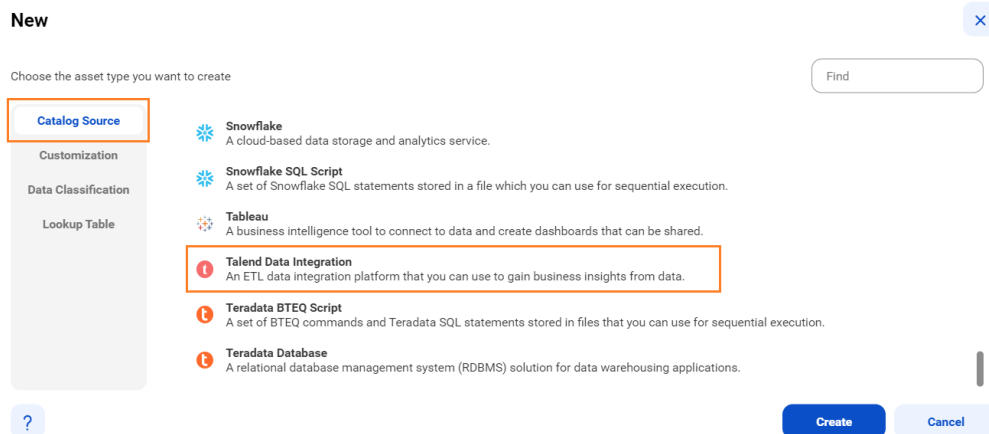 New
Choose the asset type you want to create
Find
Catalog Source
Customization
Data Classification
Lookup Table
Snowflake
A cloud-based data storage and analytics service.
Snowflake SQL Script
A set of Snowflake SQL statements stored in a file which you can use for sequential execution.
Tableau
A business intelligence tool to connect to data and create dashboards that can be shared.
Talend Data Integration
An ETL data integration platform that you can use to gain business insights from data.
Teradata BTEQ Script
A set of BTEQ commands and Teradata SQL statements stored in files that you can use for sequential execution.
Teradata Database
A relational database management system (RDBMS) solution for data warehousing applications.
?
Create
Cancel